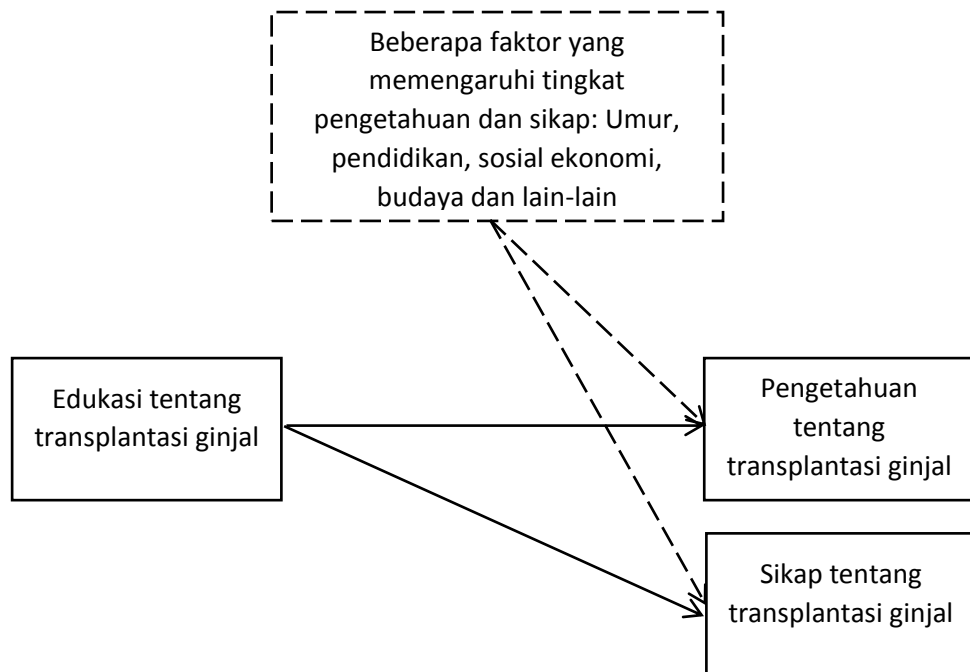 Beberapa faktor yang
memengaruhi tingkat
pengetahuan dan sikap: Umur,
pendidikan, sosial ekonomi,
budaya dan lain-lain
Edukasi tentang
transplantasi ginjal
Pengetahuan
tentang
transplantasi ginjal
Sikap tentang
transplantasi ginjal